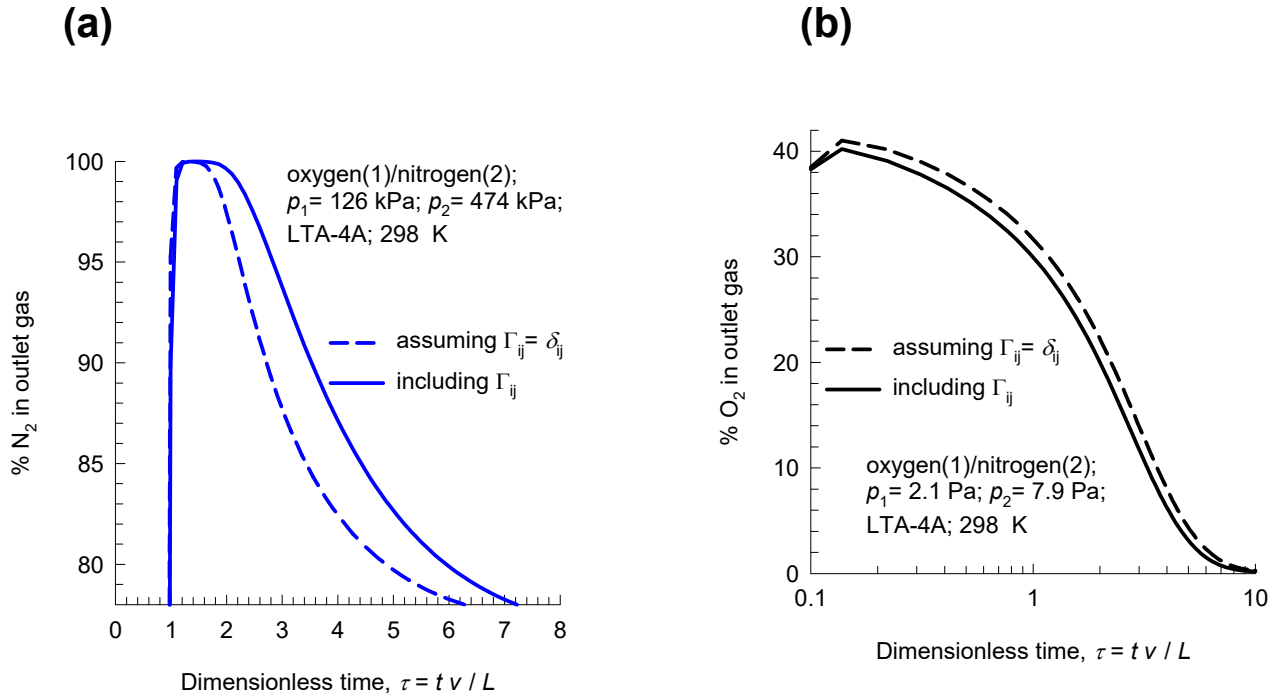 (a)
% N2 in outlet gas
100
95
90
85
80
oxygen(1)/nitrogen(2);
p1= 126 kPa; p2= 474 kPa;
LTA-4A; 298 K
assuming Γij= δij
including Γij
0 1 2 3 4 5 6 7 8
Dimensionless time, τ = t v / L
(b)
% O2 in outlet gas
40
30
20
10
0
assuming Γij= δij
including Γij
oxygen(1)/nitrogen(2);
p1= 2.1 Pa; p2= 7.9 Pa;
LTA-4A; 298 K
0.1 1 10
Dimensionless time, τ = t v / L